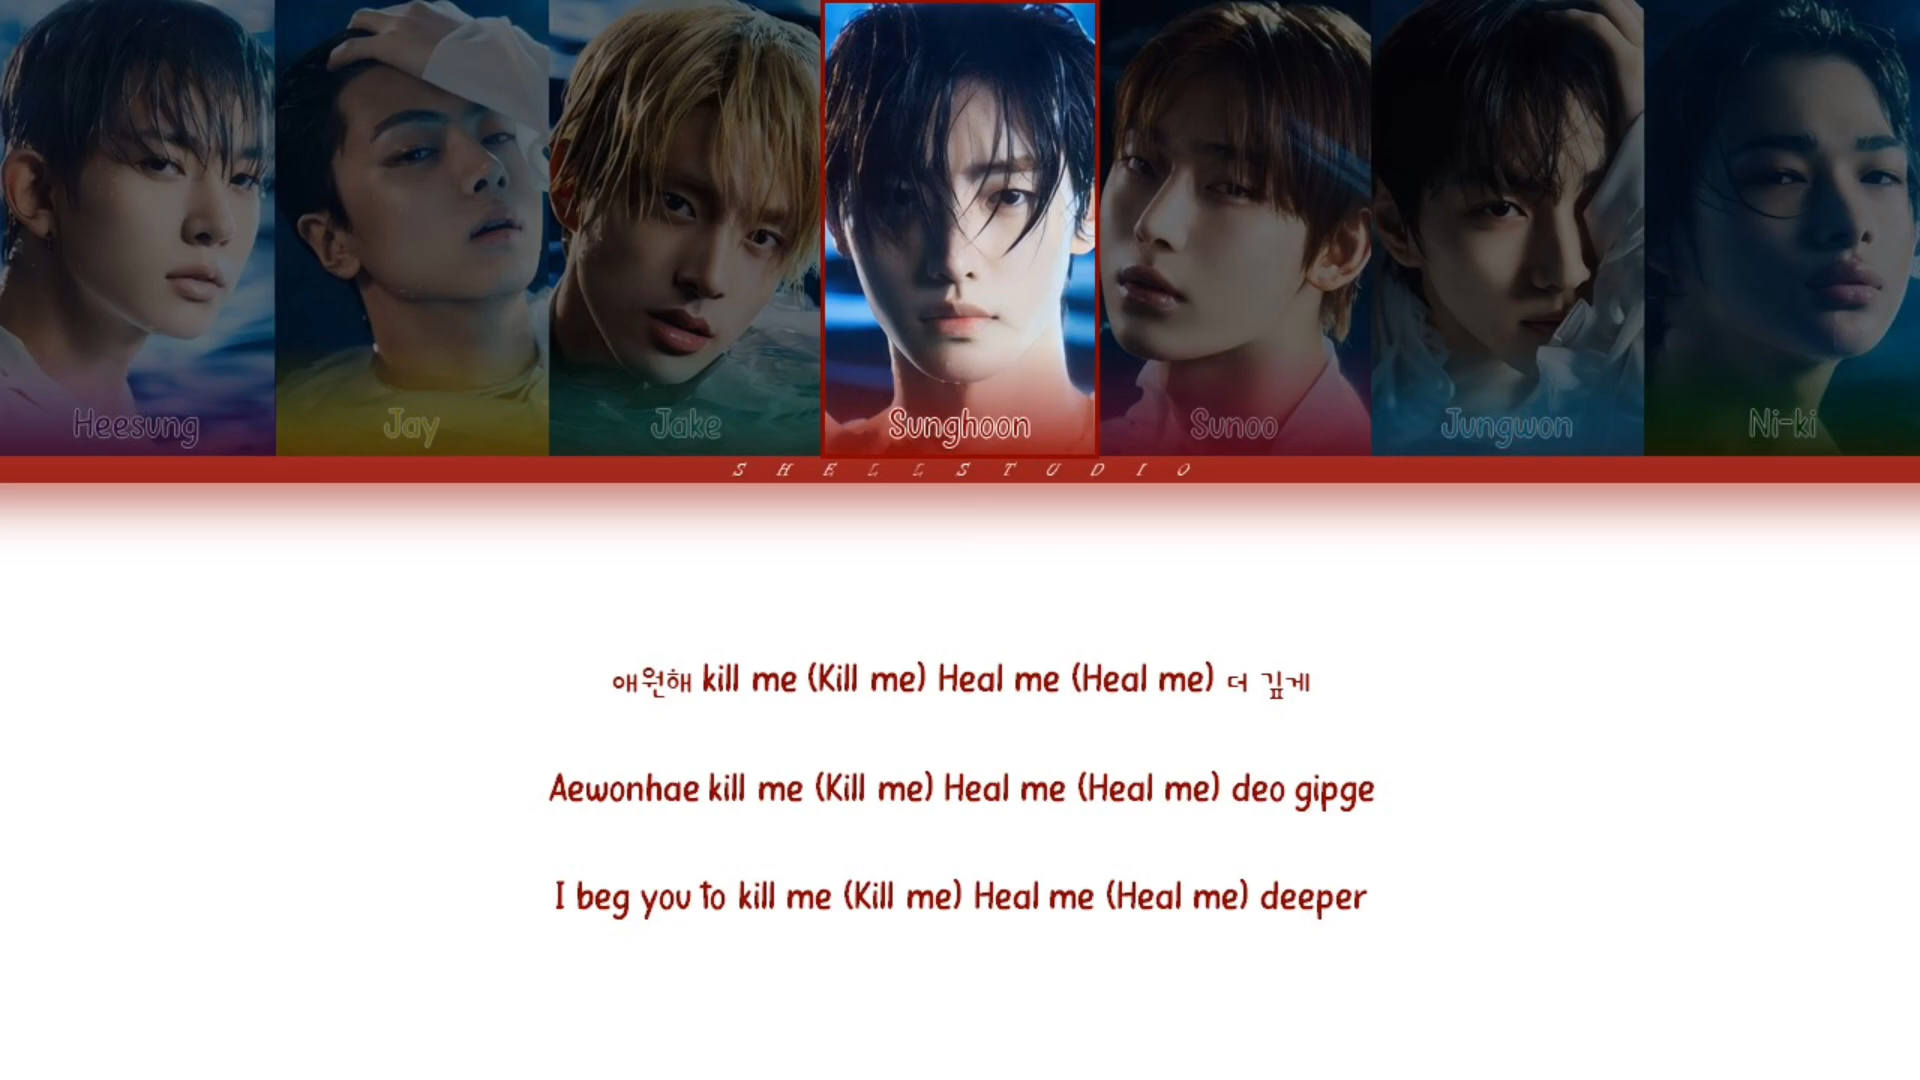 Heesung Jay Jake Sunghoon Sunoo Jungwon Ni-ki
SHELLSTUDIO
애원해 kill me (Kill me) Heal me (Heal me) 더 깊게
Aewonhae kill me (Kill me) Heal me (Heal me) deo gipge
I beg you to kill me (Kill me) Heal me (Heal me) deeper